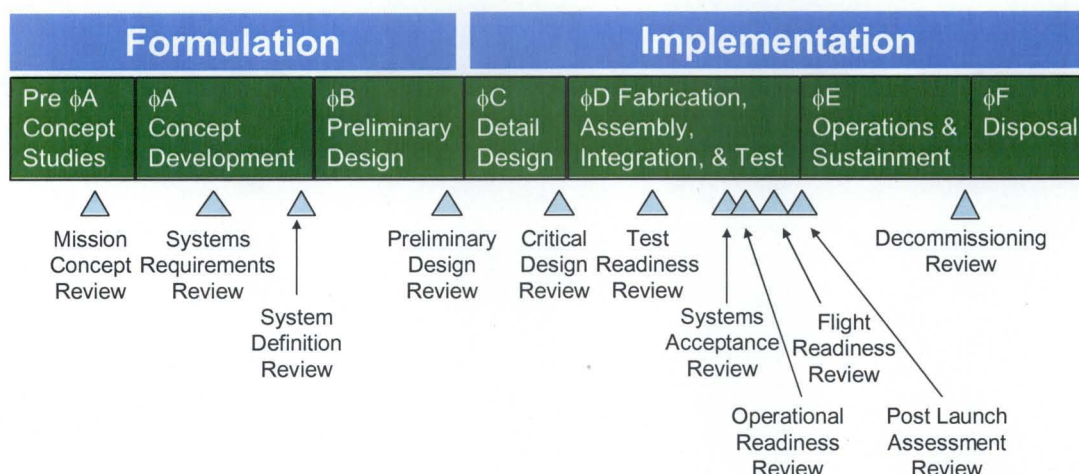 Formulation
Implementation
Pre ϕA
Concept
Studies
ϕA
Concept
Development
ϕB
Preliminary
Design
ϕC
Detail
Design
ϕD Fabrication,
Assembly,
Integration, & Test
ϕE
Operations &
Sustainment
ϕF
Disposal
Mission
Concept
Review
Systems
Requirements
Review
System
Definition
Review
Preliminary
Design
Review
Critical
Design
Review
Test
Readiness
Review
Systems
Acceptance
Review
Operational
Readiness
Review
Flight
Readiness
Review
Post Launch
Assessment
Review
Decommissioning
Review